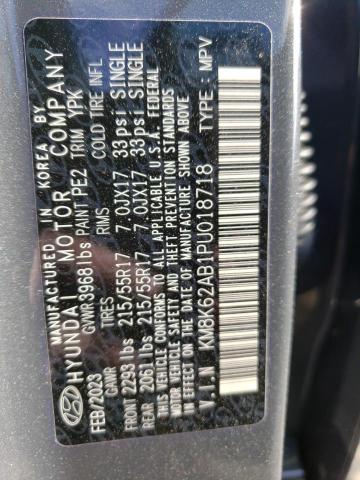 MANUFACTURED IN KOREA BY
HYUNDAI MOTOR COMPANY
FEB/2023 GVWR 3968 lbs PAINT PE2 TRIM YPK
GAWR RIMS COLD TIRE INFL
FRONT 2293 lbs 215/55R17 7.0JX17 33psi SINGLE
REAR 2061 lbs 215/55R17 7.0JX17 33psi SINGLE
THIS VEHICLE CONFORMS TO ALL APPLICABLE U.S.A. FEDERAL
MOTOR VEHICLE SAFETY, BUMPER, AND THEFT PREVENTION STANDARDS
IN EFFECT ON THE DATE OF MANUFACTURE SHOWN ABOVE.
V.I.N KM8K62AB1PU018718 TYPE : MPV